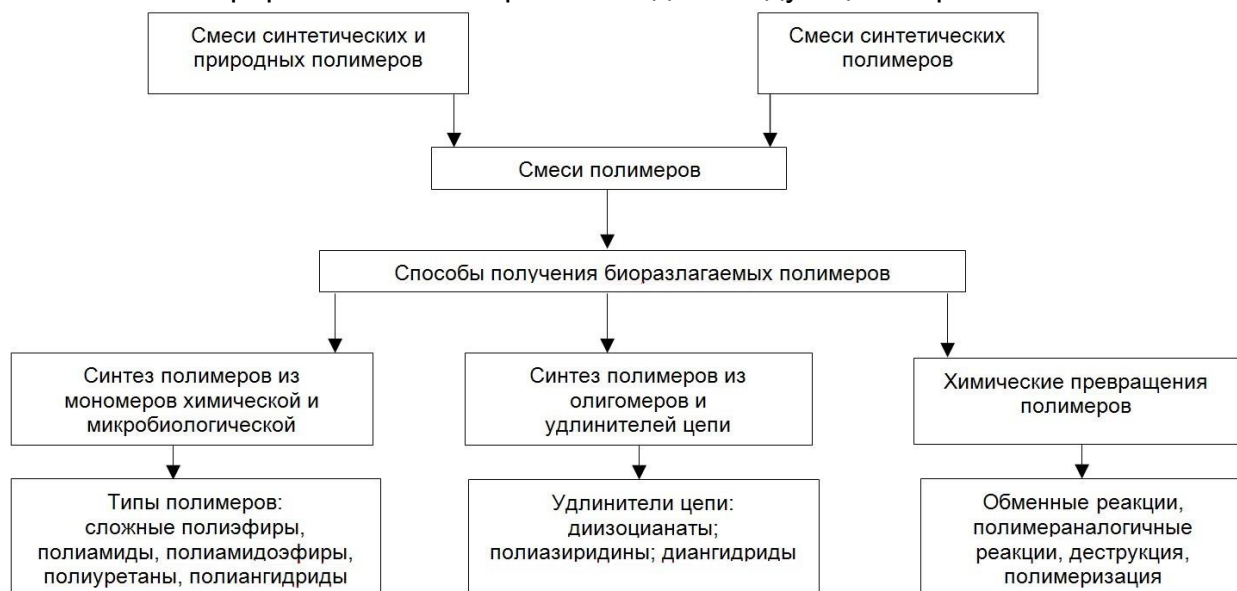 Смеси синтетических и
природных полимеров
Смеси синтетических
полимеров
Смеси полимеров
Способы получения биоразлагаемых полимеров
Синтез полимеров из
мономеров химической и
микробиологической
Синтез полимеров из
олигомеров и
удлинителей цепи
Химические превращения
полимеров
Типы полимеров:
сложные полиэфиры,
полиамиды, полиамидоэфиры,
полиуретаны, полиангидриды
Удлинители цепи:
диизоцианаты;
полиазиридины; диангидриды
Обменные реакции,
полимераналогичные
реакции, деструкция,
полимеризация